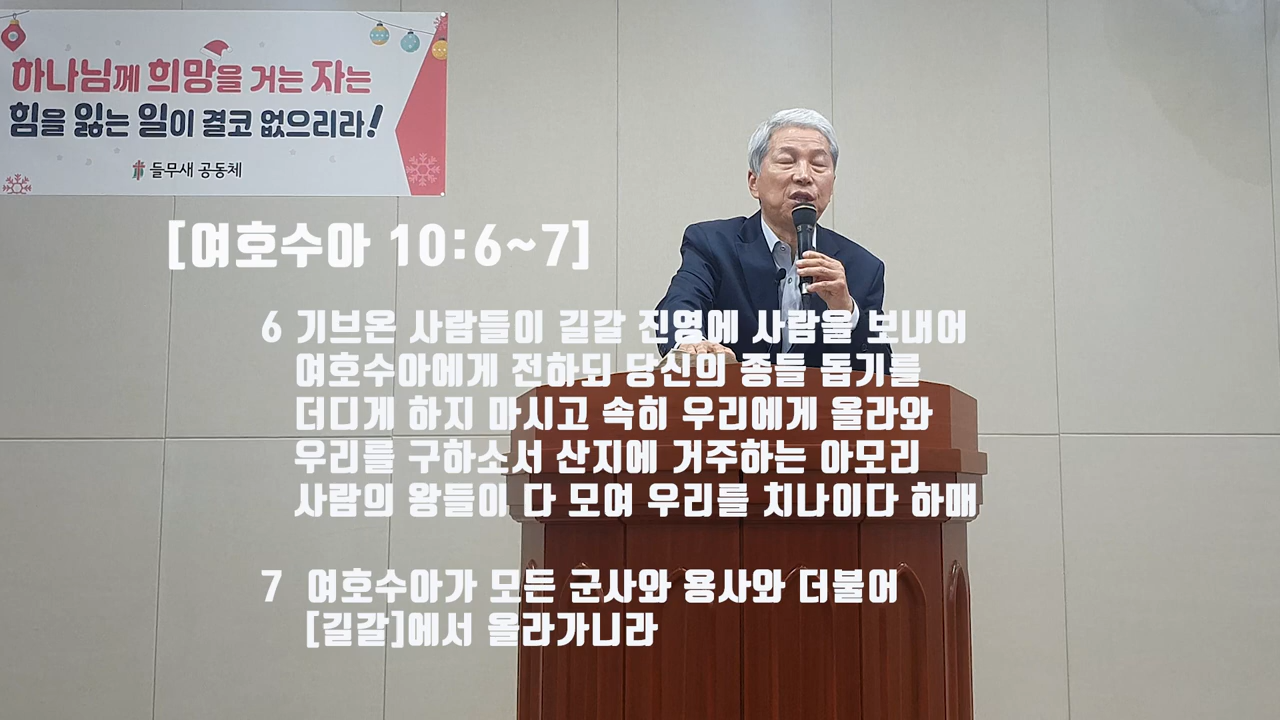 하나님께 희망을 거는 자는
힘을 잃는 일이 결코 없으리라!
들무새 공동체
[여호수아 10:6~7]
6 기브온 사람들이 길갈 진영에 사람을 보내어
여호수아에게 전하되 당신의 종들 돕기를
더디게 하지 마시고 속히 우리에게 올라와
우리를 구하소서 산지에 거주하는 아모리
사람의 왕들이 다 모여 우리를 치나이다 하매
7 여호수아가 모든 군사와 용사와 더불어
[길갈]에서 올라가니라